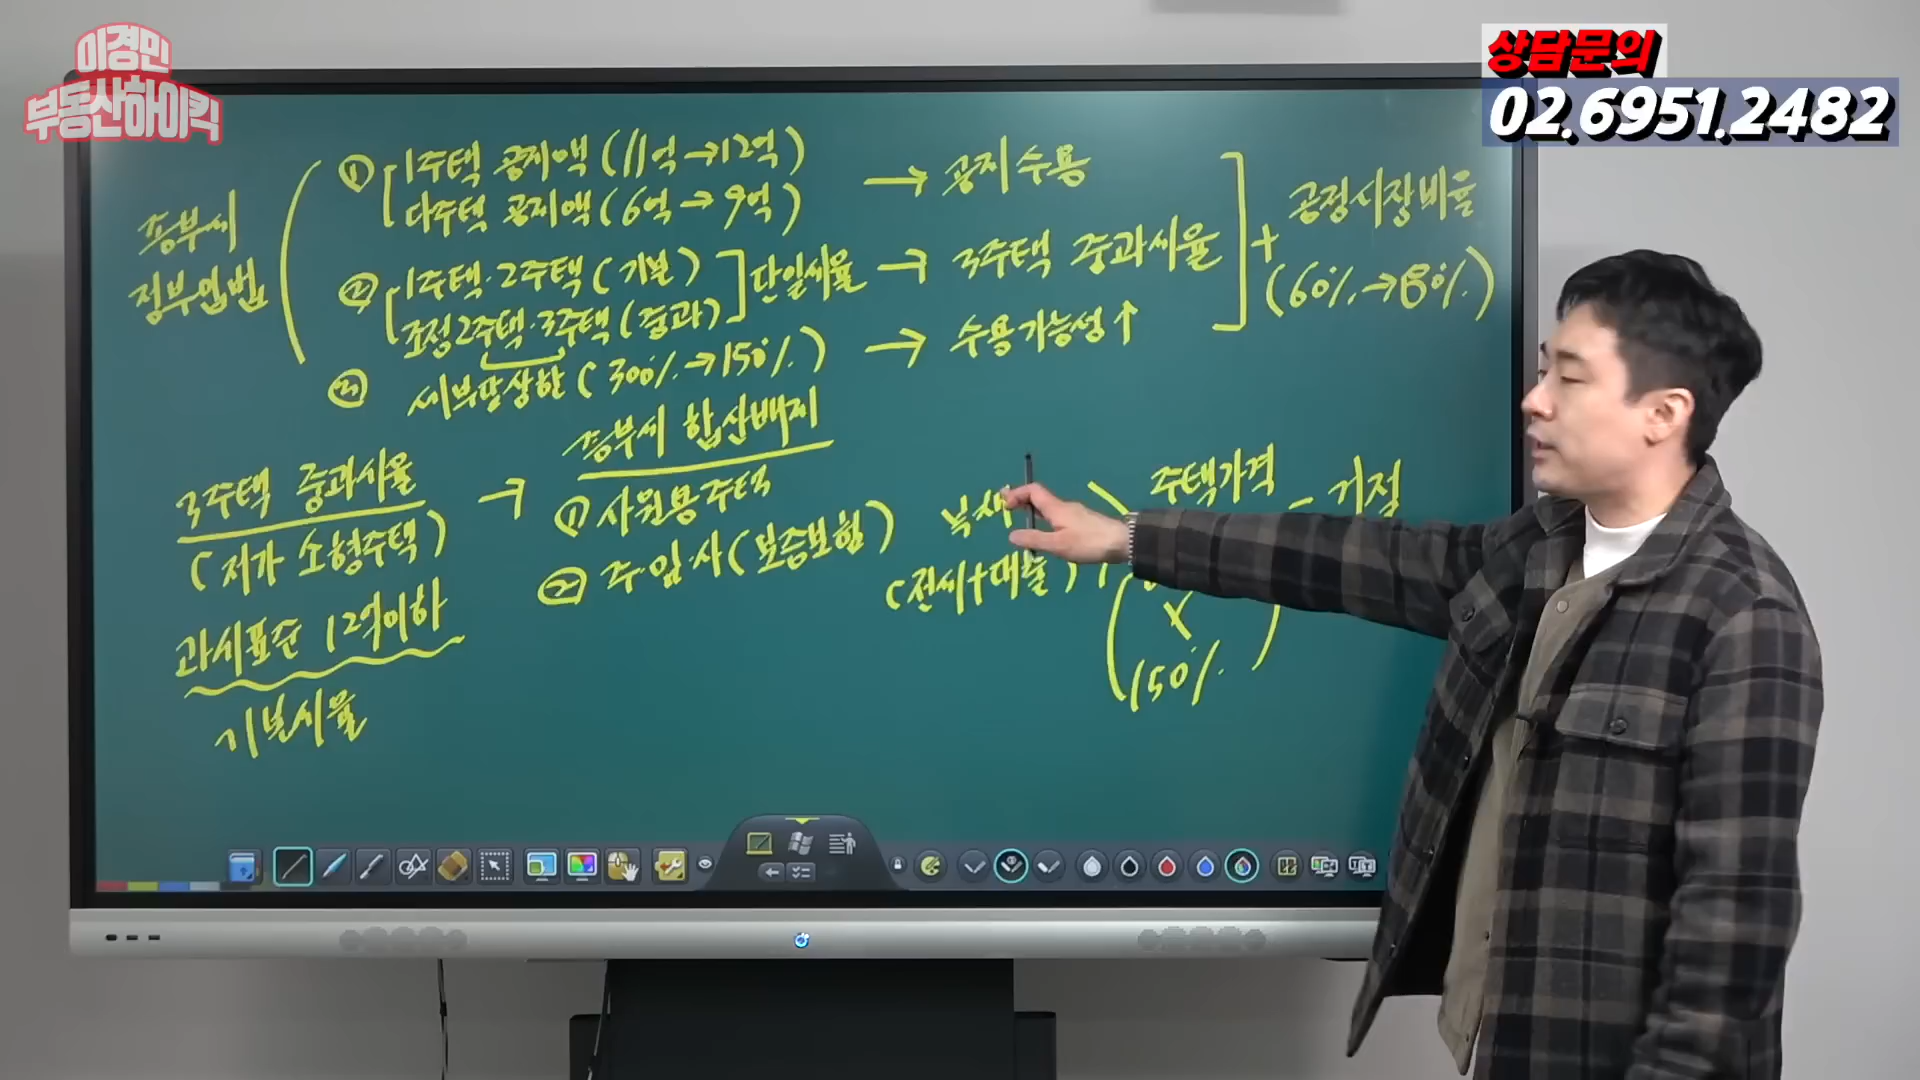 이경민
부동산하이킥
상담문의
02.6951.2482
종부세
정부입법
① 1주택 공제액 (11억→12억)
다주택 공제액 (6억→9억)
→ 공제수용
② 1주택·2주택 (기본)
조정2주택·3주택 (중과)
단일세율 → 3주택 중과세율
③ 세부담상한 (300%→150%) → 수용가능성↑
+ 공정시장비율
(60%→80%)
3주택 중과세율 → 종부세 합산배제
(저가 소형주택)
① 사원용주택
② 주임사 (보증보험)
과세표준 12억이하
기본세율
부채
(전세+대출)
주택가격 - 거절
×
150%